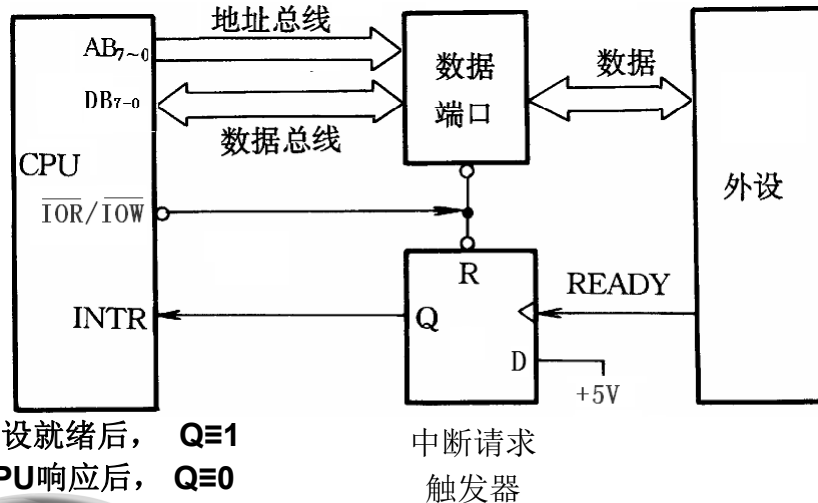 地址总线
AB7~0
DB7-0
数据总线
CPU
IOR/IOW
INTR
数据
端口
数据
外设
R
Q
D
READY
+5V
设就绪后， Q≡1
PU响应后， Q≡0
中断请求
触发器